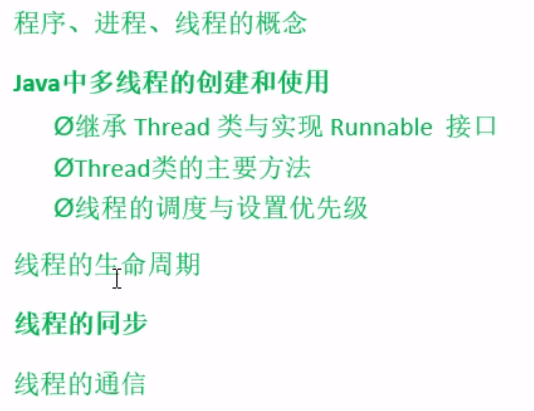 程序、进程、线程的概念
Java中多线程的创建和使用
Ø继承 Thread 类与实现 Runnable 接口
ØThread类的主要方法
Ø线程的调度与设置优先级
线程的生命周期
线程的同步
线程的通信